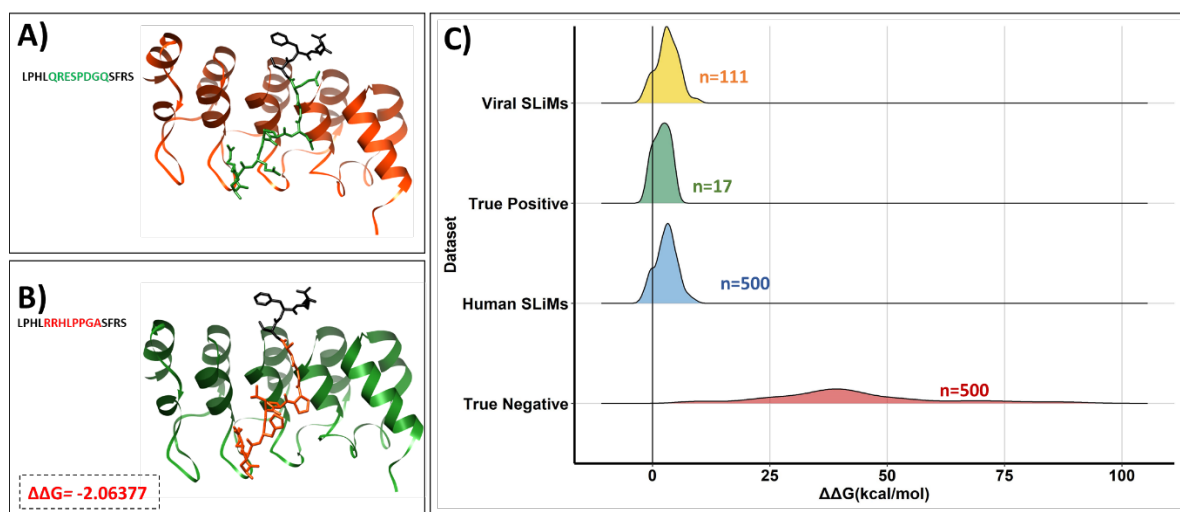 A)
LPHLQRESPDGQSFRS
B)
LPHLRRHLPPGASFRS
ΔΔG= -2.06377
C)
Dataset
Viral SLiMs
n=111
True Positive
n=17
Human SLiMs
n=500
True Negative
n=500
0 25 50 75 100
ΔΔG(kcal/mol)